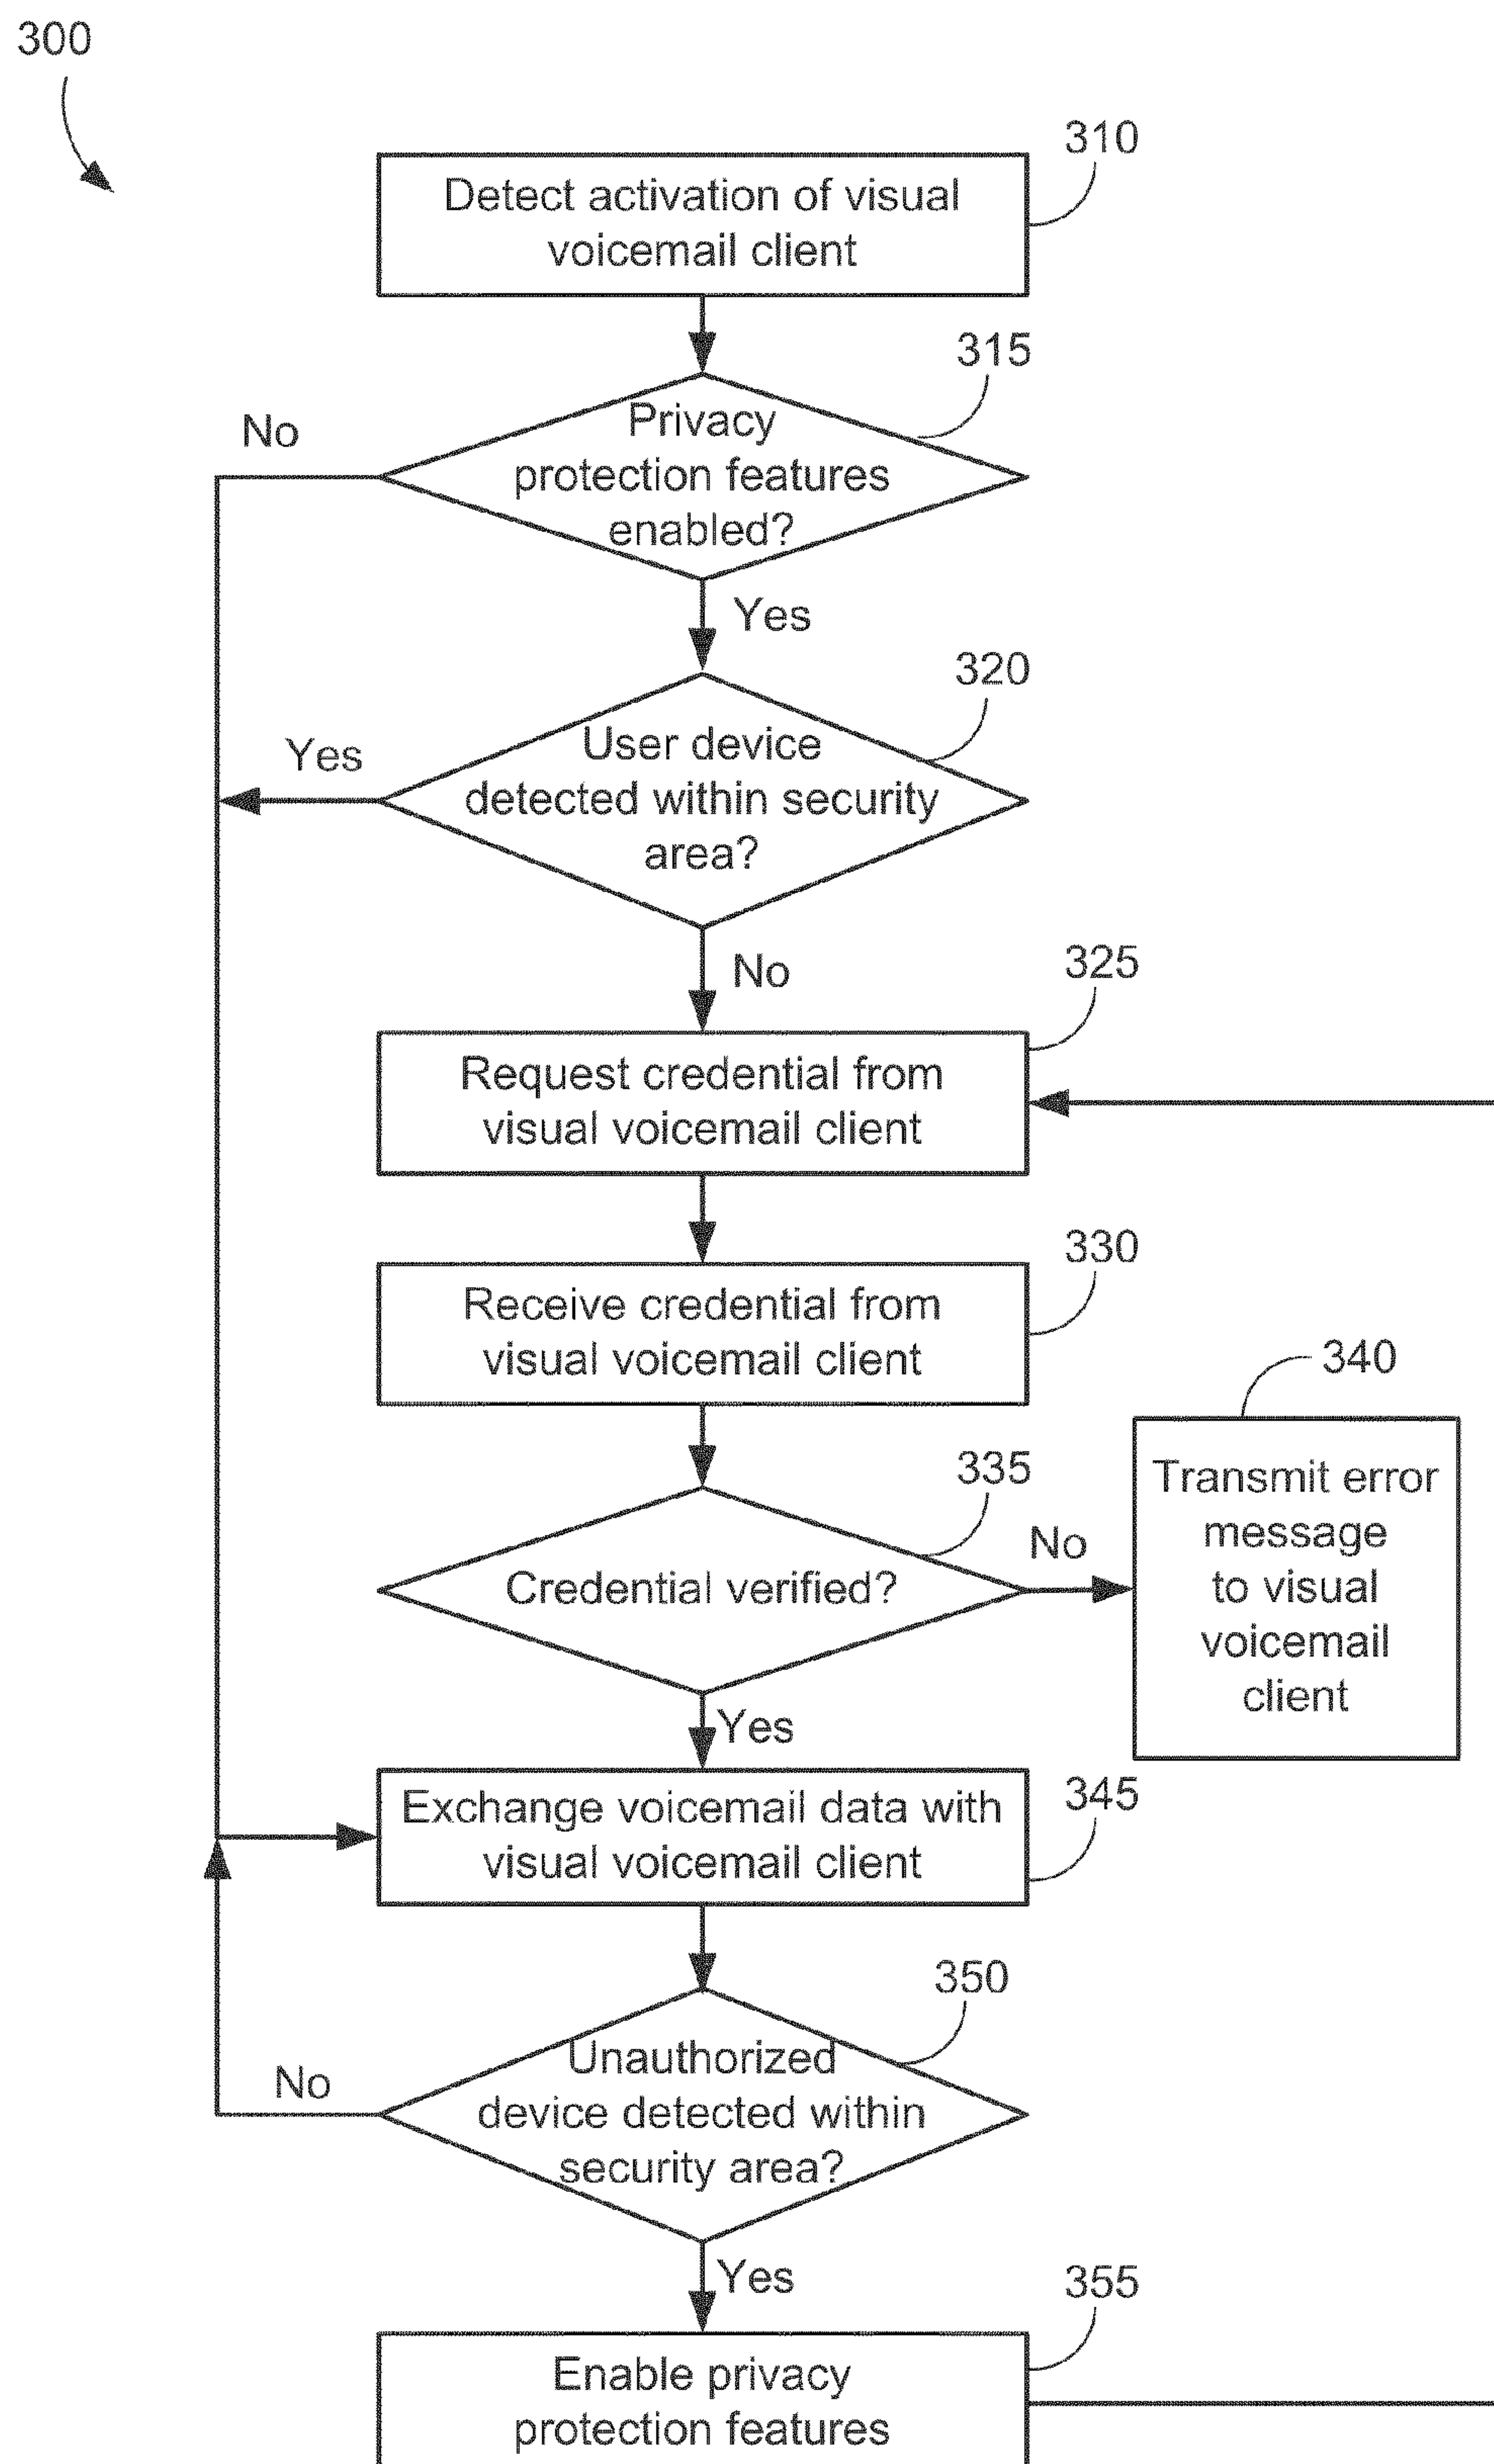 300
310
Detect activation of visual
voicemail client
315
No
Privacy
protection features
enabled?
Yes
320
Yes
User device
detected within security
area?
No
325
Request credential from
visual voicemail client
330
Receive credential from
visual voicemail client
340
335
Transmit error
message
to visual
voicemail
client
No
Credential verified?
Yes
345
Exchange voicemail data with
visual voicemail client
350
No
Unauthorized
device detected within
security area?
Yes
355
Enable privacy
protection features